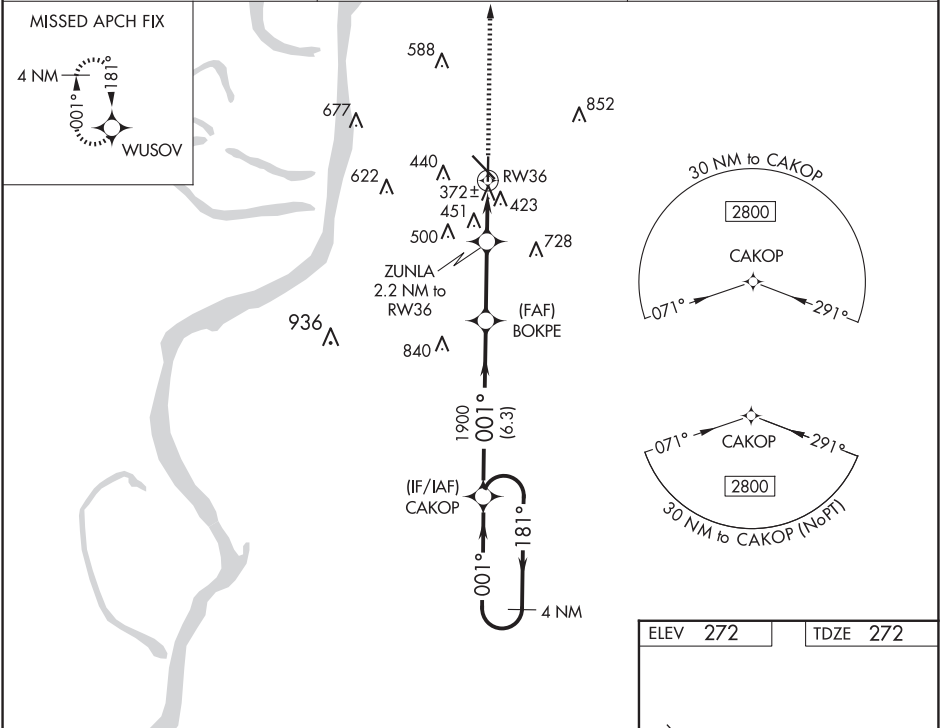 MISSED APCH FIX
4 NM
181°
001°
WUSOV
588
677
852
622
440
RW36
372±
423
451
500
728
ZUNLA
2.2 NM to
RW36
936
(FAF)
BOKPE
840
1900
001°
(6.3)
(IF/IAF)
CAKOP
181°
001°
4 NM
30 NM to CAKOP
2800
CAKOP
071°
291°
071°
291°
CAKOP
2800
30 NM to CAKOP (NoPT)
ELEV 272
TDZE 272